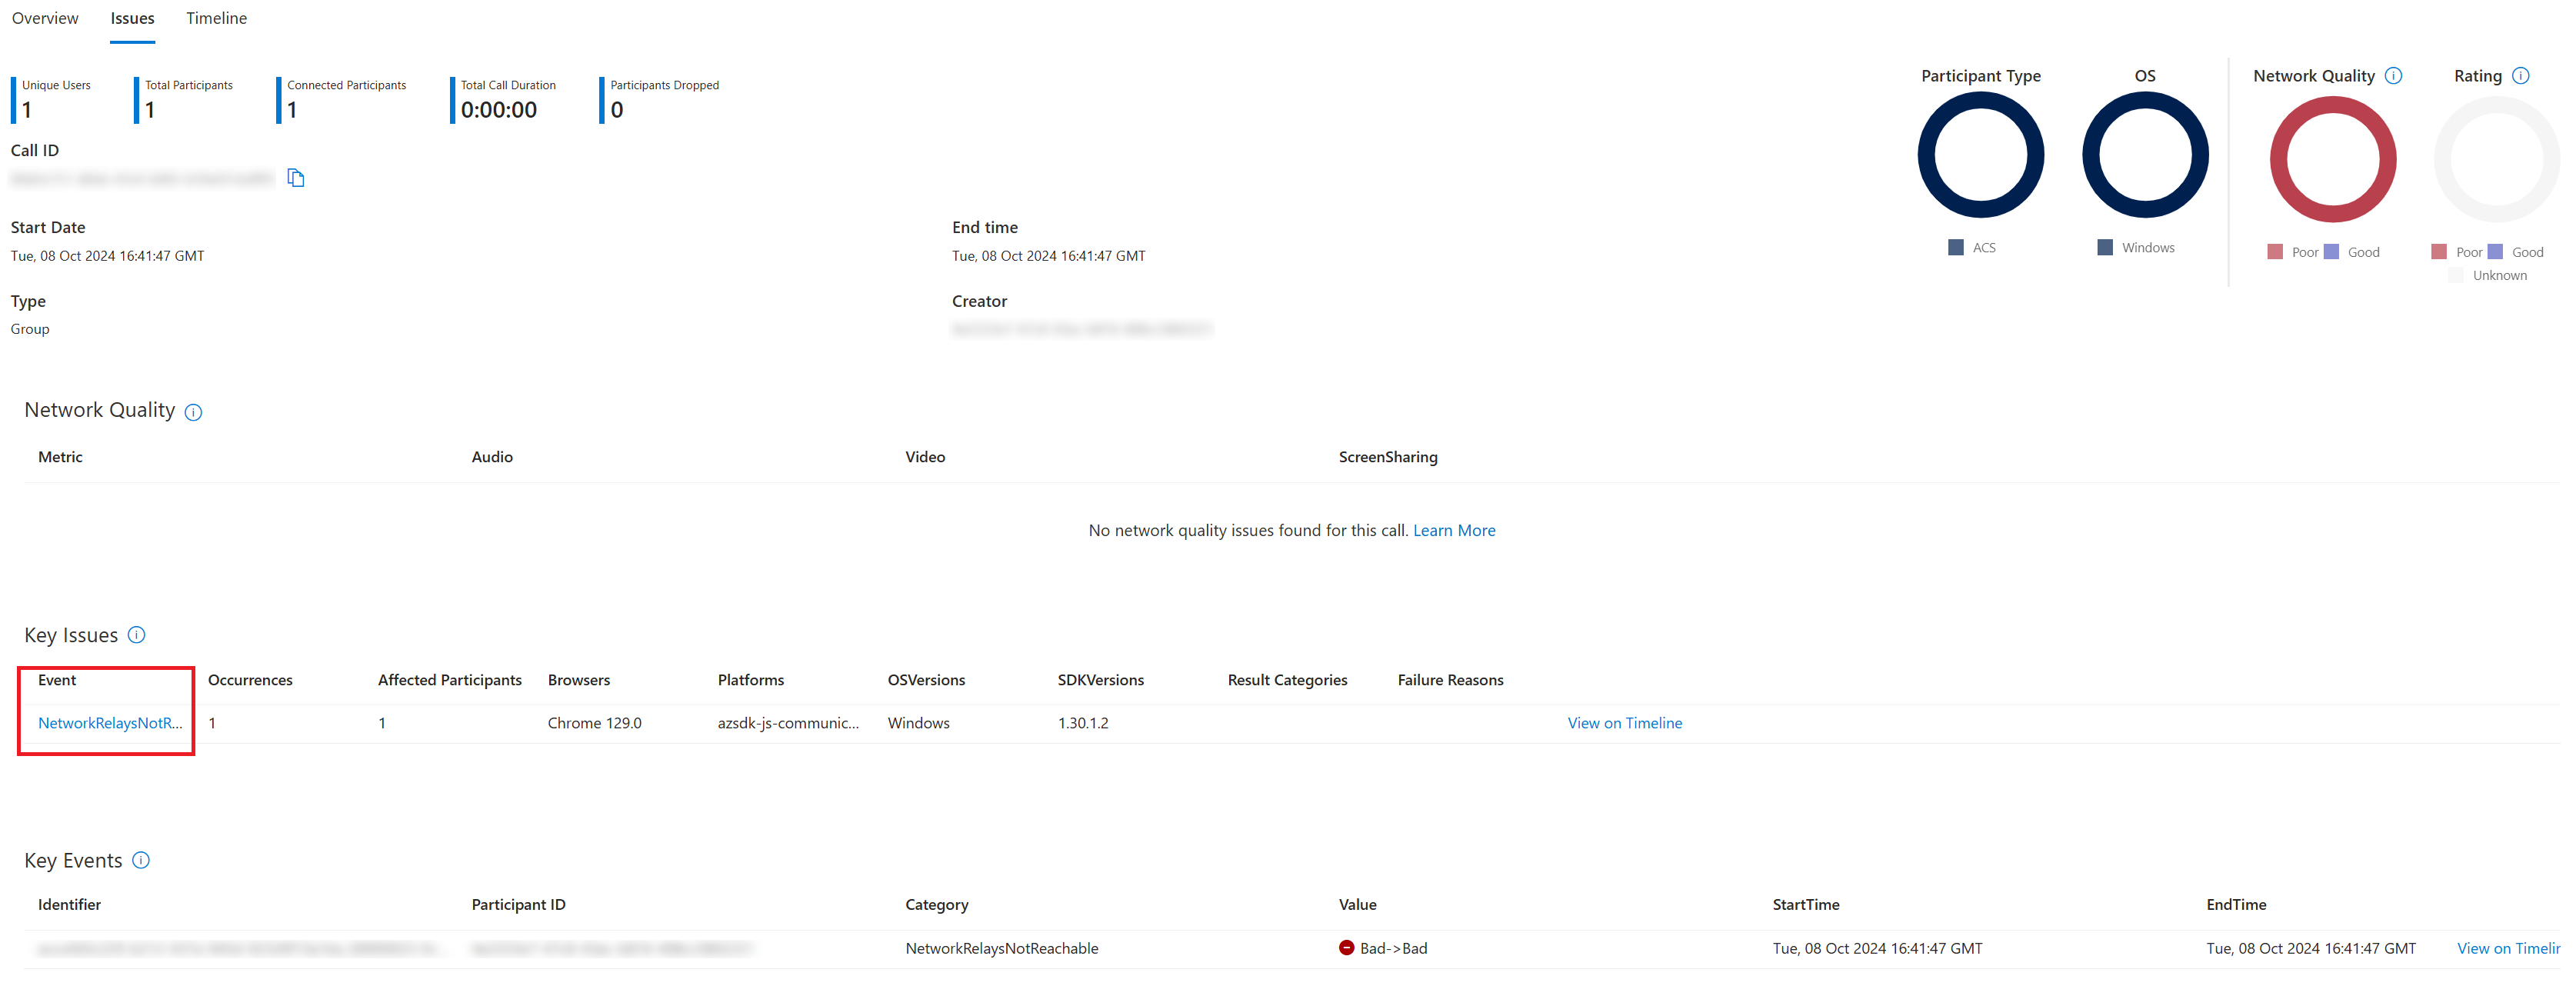 Overview Issues Timeline
Unique Users Total Participants Connected Participants Total Call Duration Participants Dropped
1 1 1 0:00:00 0
Participant Type OS Network Quality Rating
Call ID
Start Date End time
Tue, 08 Oct 2024 16:41:47 GMT Tue, 08 Oct 2024 16:41:47 GMT
ACS Windows Poor Good Poor Good
Unknown
Type Creator
Group
Network Quality
Metric Audio Video ScreenSharing
No network quality issues found for this call. Learn More
Key Issues
Event Occurrences Affected Participants Browsers Platforms OSVersions SDKVersions Result Categories Failure Reasons
NetworkRelaysNotR... 1 1 Chrome 129.0 azsdk-js-communic... Windows 1.30.1.2 View on Timeline
Key Events
Identifier Participant ID Category Value StartTime EndTime
NetworkRelaysNotReachable Bad->Bad Tue, 08 Oct 2024 16:41:47 GMT Tue, 08 Oct 2024 16:41:47 GMT View on Timelir